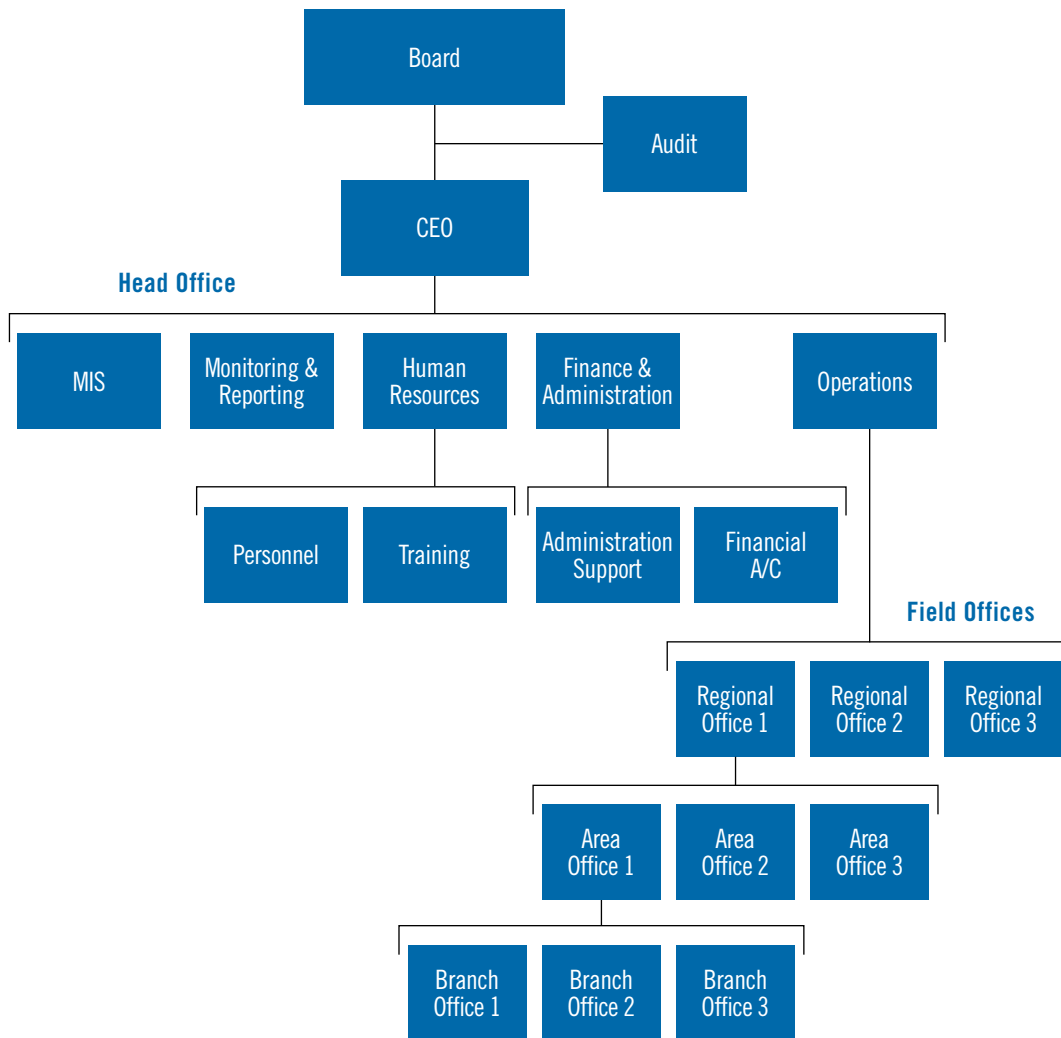 Board
Audit
CEO
Head Office
MIS
Monitoring &
Reporting
Human
Resources
Finance &
Administration
Operations
Personnel
Training
Administration
Support
Financial
A/C
Field Offices
Regional
Office 1
Regional
Office 2
Regional
Office 3
Area
Office 1
Area
Office 2
Area
Office 3
Branch
Office 1
Branch
Office 2
Branch
Office 3